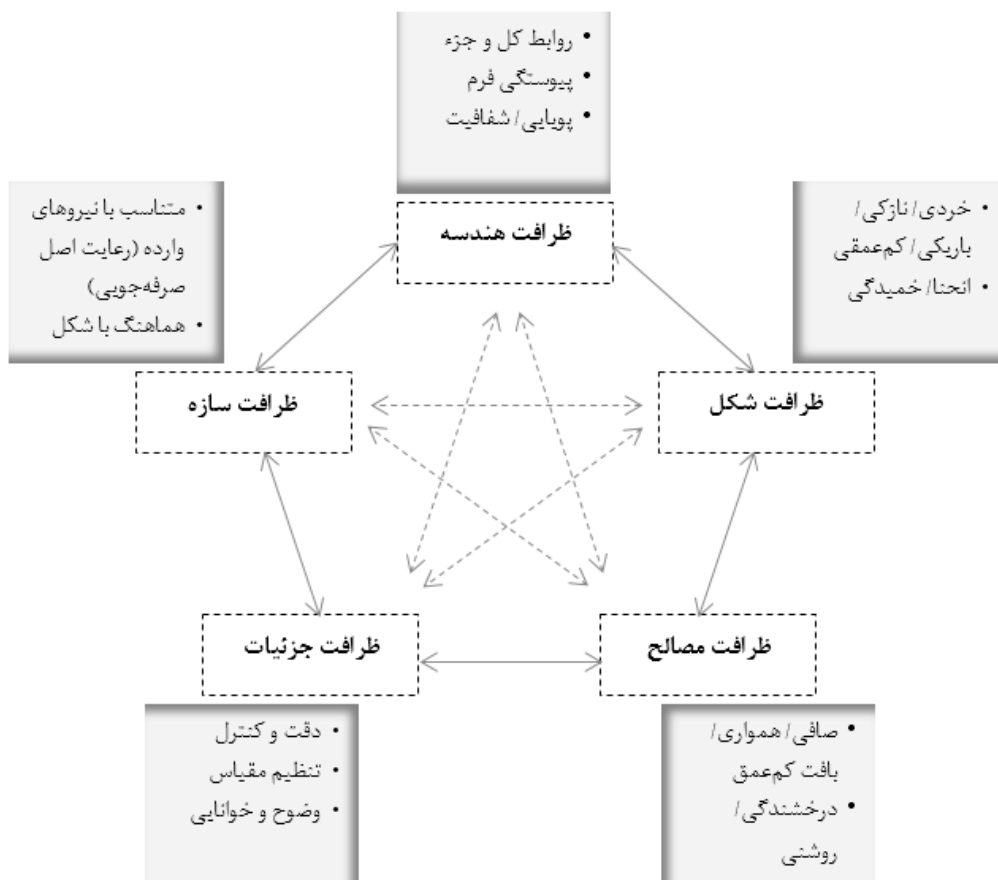 • روابط کل و جزء
• پیوستگی فرم
• پویایی/ شفافیت
ظرافت هندسه
• خردی/ نازکی/
باریکی/ کم‌عمقی
• انحنا/ خمیدگی
ظرافت شکل
• متناسب با نیروهای
وارده (رعایت اصل
صرفه‌جویی)
• هماهنگ با شکل
ظرافت سازه
ظرافت مصالح
• صافی/ همواری/
بافت کم‌عمق
• درخشندگی/
روشنی
ظرافت جزئیات
• دقت و کنترل
• تنظیم مقیاس
• وضوح و خوانایی